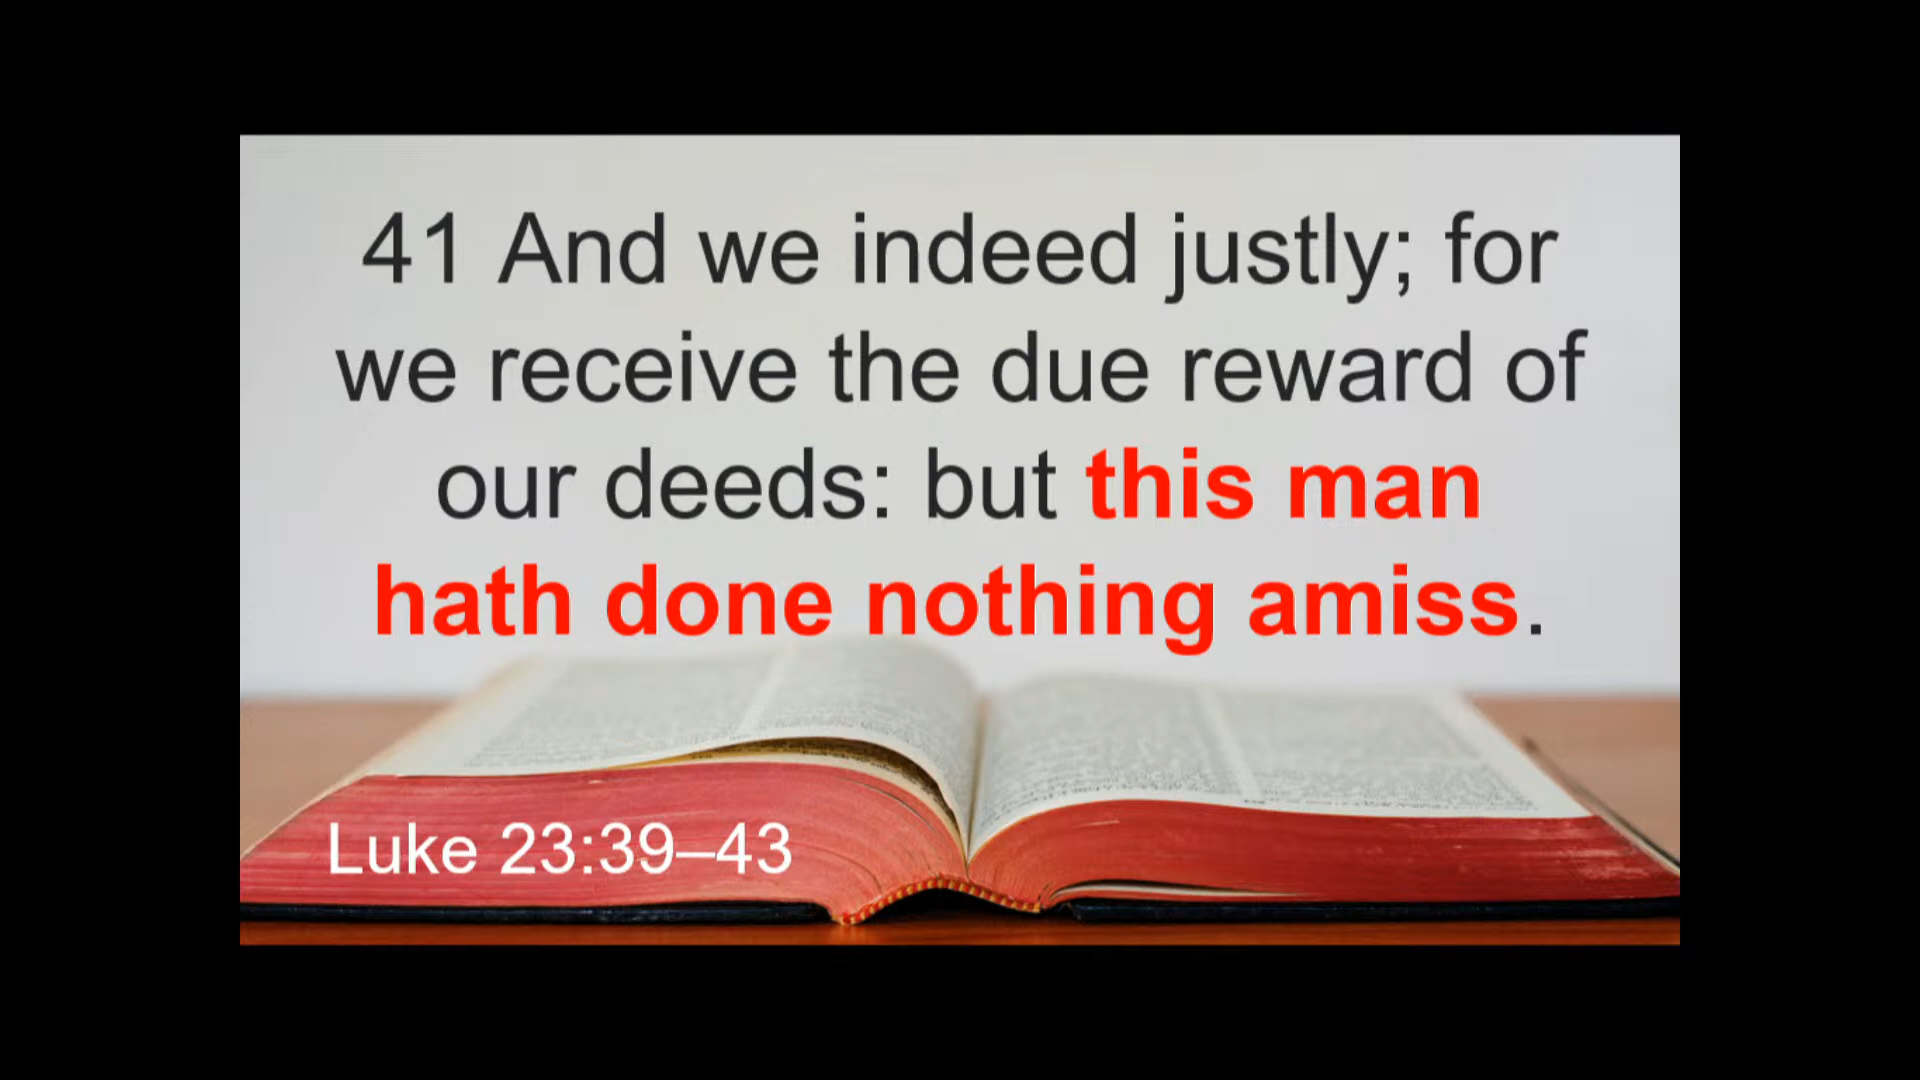 41 And we indeed justly; for
we receive the due reward of
our deeds: but this man
hath done nothing amiss.
Luke 23:39–43